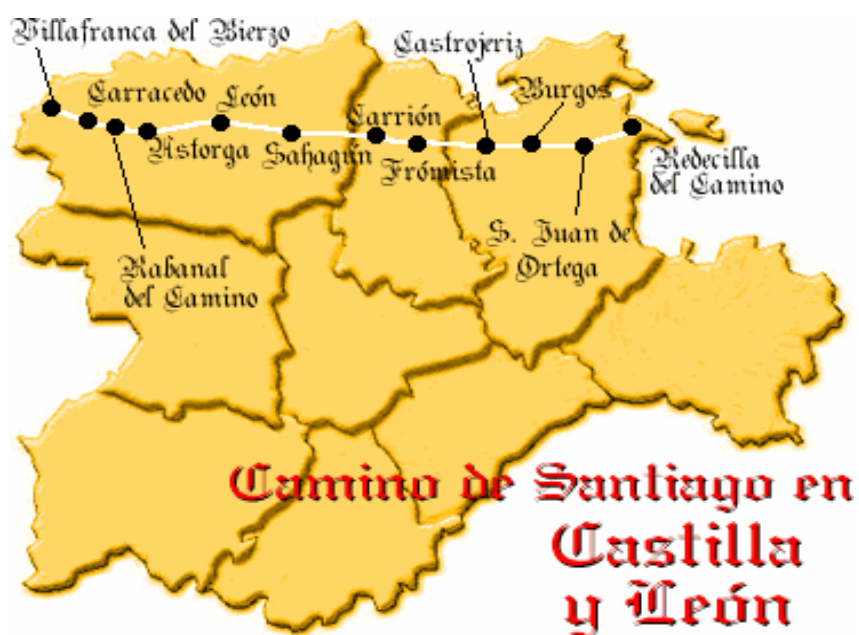 Villafranca del Bierzo
Castrojeriz
Carracedo
León
Carrión
Burgos
Astorga
Sahagún
Frómista
Redecilla
del Camino
S. Juan de
Ortega
Rabanal
del Camino
Camino de Santiago en
Castilla
y León